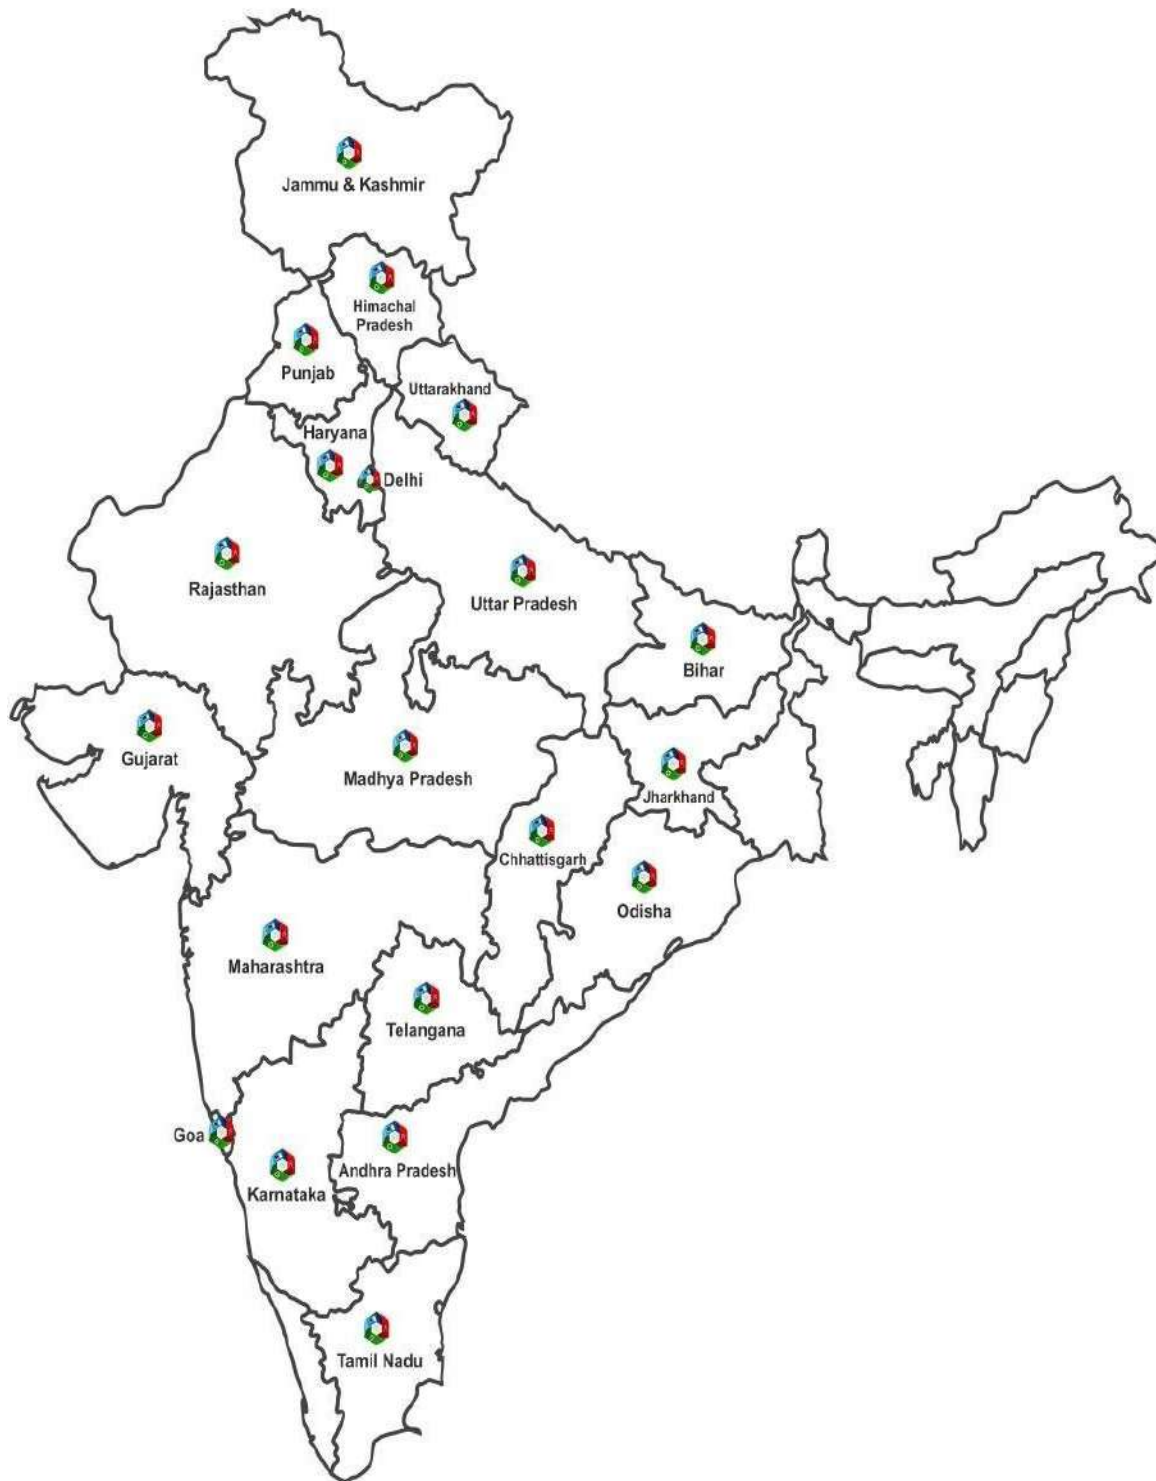 Jammu & Kashmir
Himachal
Pradesh
Punjab
Uttarakhand
Haryana
Delhi
Rajasthan
Uttar Pradesh
Bihar
Gujarat
Madhya Pradesh
Jharkhand
Chhattisgarh
Odisha
Maharashtra
Telangana
Goa
Andhra Pradesh
Karnataka
Tamil Nadu